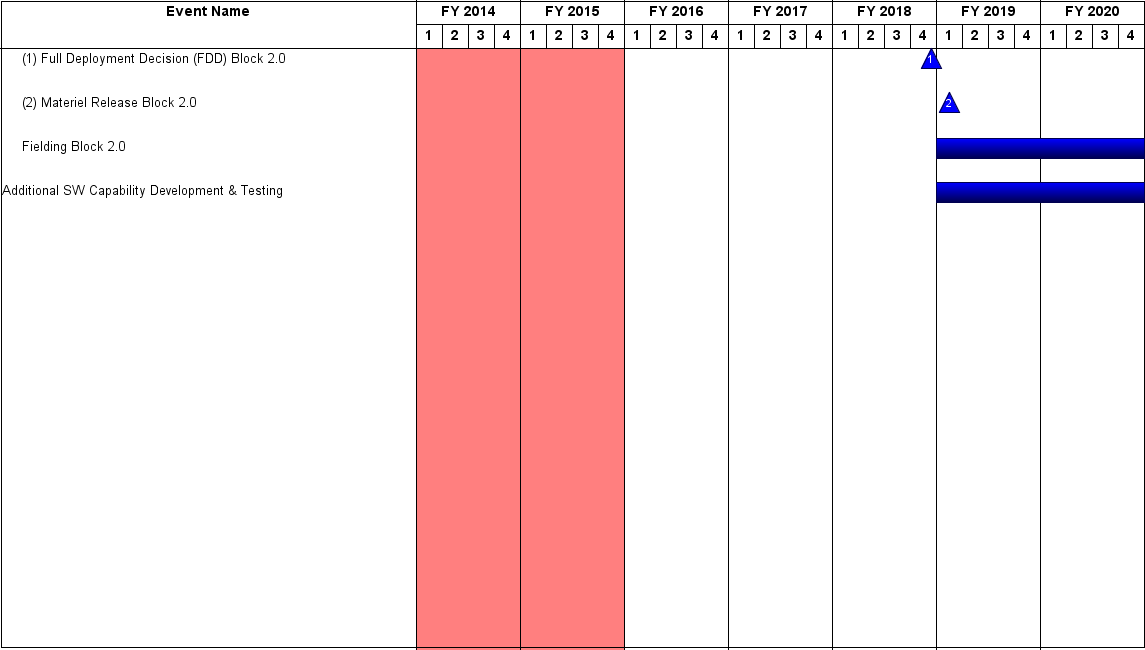 Event Name FY 2014 FY 2015 FY 2016 FY 2017 FY 2018 FY 2019 FY 2020
1 2 3 4 1 2 3 4 1 2 3 4 1 2 3 4 1 2 3 4 1 2 3 4 1 2 3 4
(1) Full Deployment Decision (FDD) Block 2.0 1
(2) Materiel Release Block 2.0 2
Fielding Block 2.0
Additional SW Capability Development & Testing